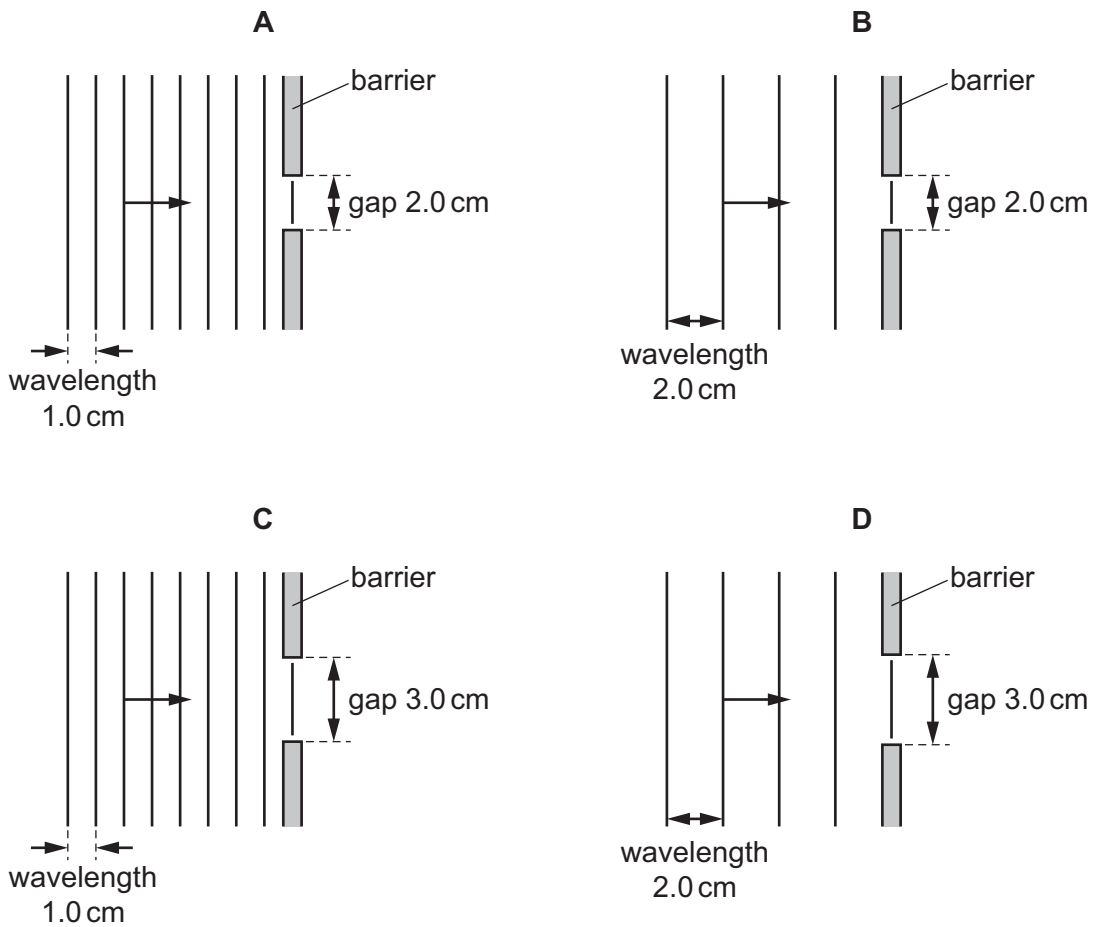 A
barrier
gap 2.0 cm
wavelength
1.0 cm
B
barrier
gap 2.0 cm
wavelength
2.0 cm
C
barrier
gap 3.0 cm
wavelength
1.0 cm
D
barrier
gap 3.0 cm
wavelength
2.0 cm